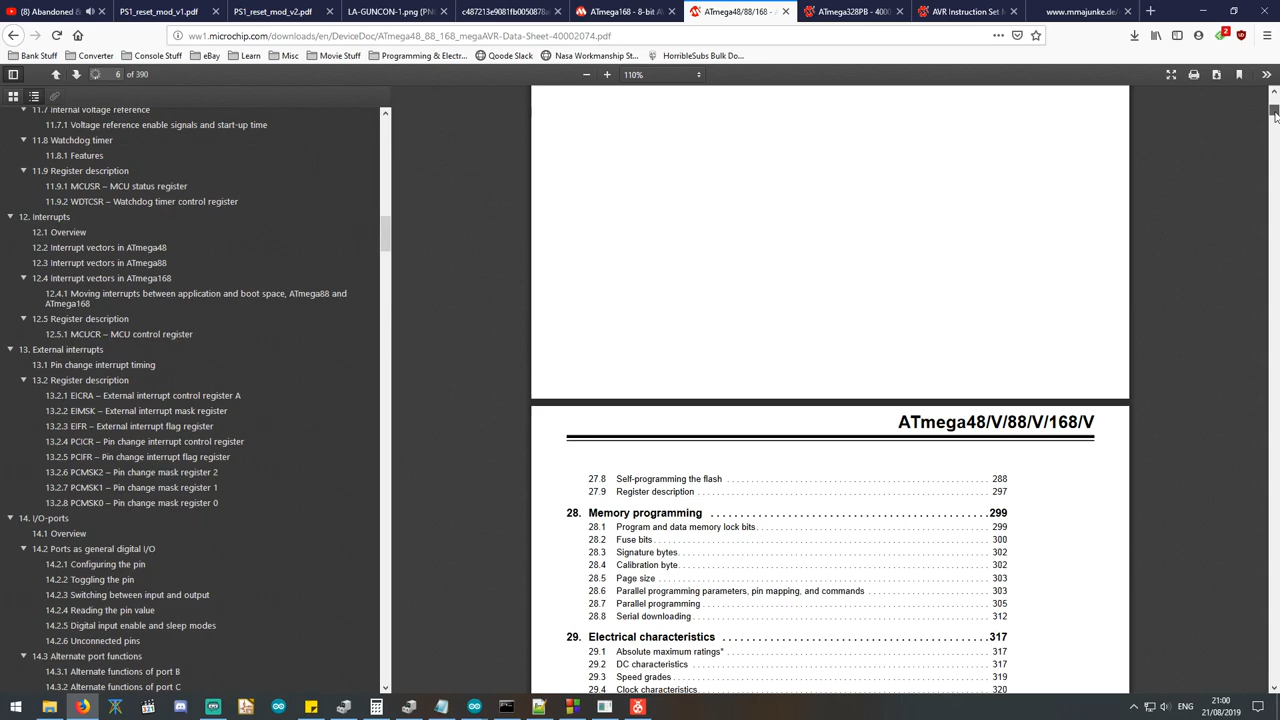 (8) Abandoned &
PS1_reset_mod_v1.pdf
PS1_reset_mod_v2.pdf
LA-GUNCON-1.png (PN
c487213e9081fb0050878a
ATmega168 - 8-bit A
ATmega48/88/168 -
ATmega328PB - 4000
AVR Instruction Set M
www.mmajunke.de/
ww1.microchip.com/downloads/en/DeviceDoc/ATmega48_88_168_megaAVR-Data-Sheet-40002074.pdf
2
Bank Stuff
Converter
Console Stuff
eBay
Learn
Misc
Movie Stuff
Programming & Electr...
Qoode Slack
Nasa Workmanship St...
HorribleSubs Bulk Do...
6 of 390
110%
11.7 Internal voltage reference
11.7.1 Voltage reference enable signals and start-up time
11.8 Watchdog timer
11.8.1 Features
11.9 Register description
11.9.1 MCUSR – MCU status register
11.9.2 WDTCSR – Watchdog timer control register
12. Interrupts
12.1 Overview
12.2 Interrupt vectors in ATmega48
12.3 Interrupt vectors in ATmega88
12.4 Interrupt vectors in ATmega168
12.4.1 Moving interrupts between application and boot space, ATmega88 and
ATmega168
12.5 Register description
12.5.1 MCUCR – MCU control register
13. External interrupts
13.1 Pin change interrupt timing
13.2 Register description
13.2.1 EICRA – External interrupt control register A
13.2.2 EIMSK – External interrupt mask register
13.2.3 EIFR – External interrupt flag register
13.2.4 PCICR – Pin change interrupt control register
13.2.5 PCIFR – Pin change interrupt flag register
13.2.6 PCMSK2 – Pin change mask register 2
13.2.7 PCMSK1 – Pin change mask register 1
13.2.8 PCMSK0 – Pin change mask register 0
14. I/O-ports
14.1 Overview
14.2 Ports as general digital I/O
14.2.1 Configuring the pin
14.2.2 Toggling the pin
14.2.3 Switching between input and output
14.2.4 Reading the pin value
14.2.5 Digital input enable and sleep modes
14.2.6 Unconnected pins
14.3 Alternate port functions
14.3.1 Alternate functions of port B
14.3.2 Alternate functions of port C
ATmega48/V/88/V/168/V
27.8 Self-programming the flash 288
27.9 Register description 297
28. Memory programming 299
28.1 Program and data memory lock bits 299
28.2 Fuse bits 300
28.3 Signature bytes 302
28.4 Calibration byte 302
28.5 Page size 303
28.6 Parallel programming parameters, pin mapping, and commands 303
28.7 Parallel programming 305
28.8 Serial downloading 312
29. Electrical characteristics 317
29.1 Absolute maximum ratings* 317
29.2 DC characteristics 317
29.3 Speed grades 319
29.4 Clock characteristics 320
ENG
21:00
21/08/2019